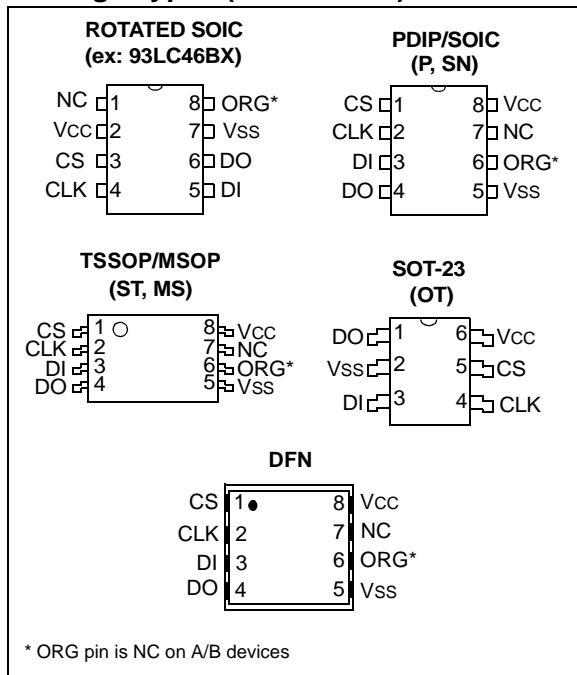 ROTATED SOIC
(ex: 93LC46BX)
NC 1 8 ORG*
Vcc 2 7 Vss
CS 3 6 DO
CLK 4 5 DI
PDIP/SOIC
(P, SN)
CS 1 8 Vcc
CLK 2 7 NC
DI 3 6 ORG*
DO 4 5 Vss
TSSOP/MSOP
(ST, MS)
CS 1 8 Vcc
CLK 2 7 NC
DI 3 6 ORG*
DO 4 5 Vss
SOT-23
(OT)
DO 1 6 Vcc
Vss 2 5 CS
DI 3 4 CLK
DFN
CS 1 8 Vcc
CLK 2 7 NC
DI 3 6 ORG*
DO 4 5 Vss
* ORG pin is NC on A/B devices